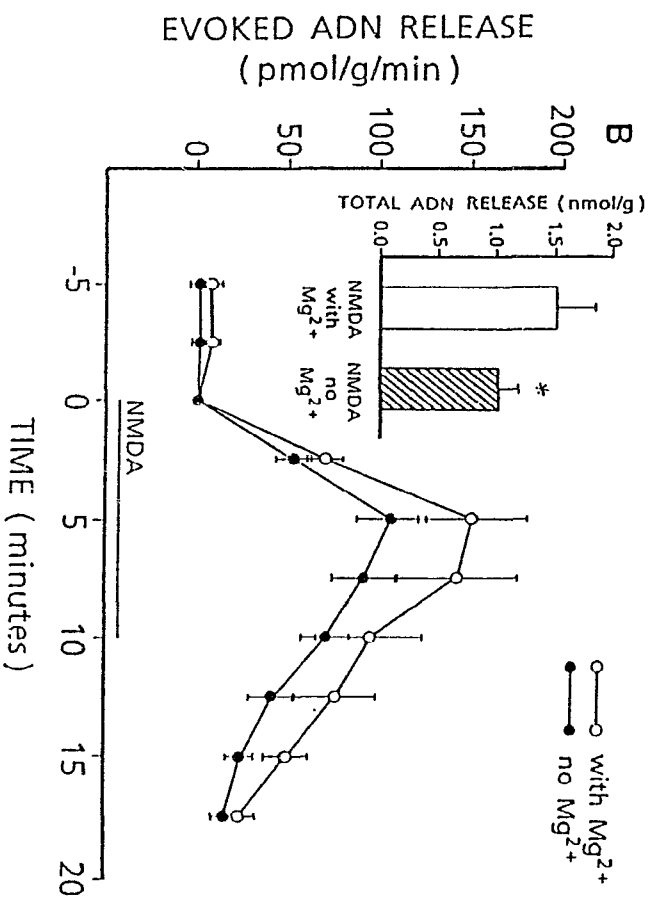 B
EVOKED ADN RELEASE
(pmol/g/min)
200
150
100
50
0
TOTAL ADN RELEASE (nmol/g)
2.0
1.5
1.0
0.5
0.0
NMDA
with
Mg2+
NMDA
no
Mg2+
*
with Mg2+
no Mg2+
NMDA
-5
0
5
10
15
20
TIME (minutes)